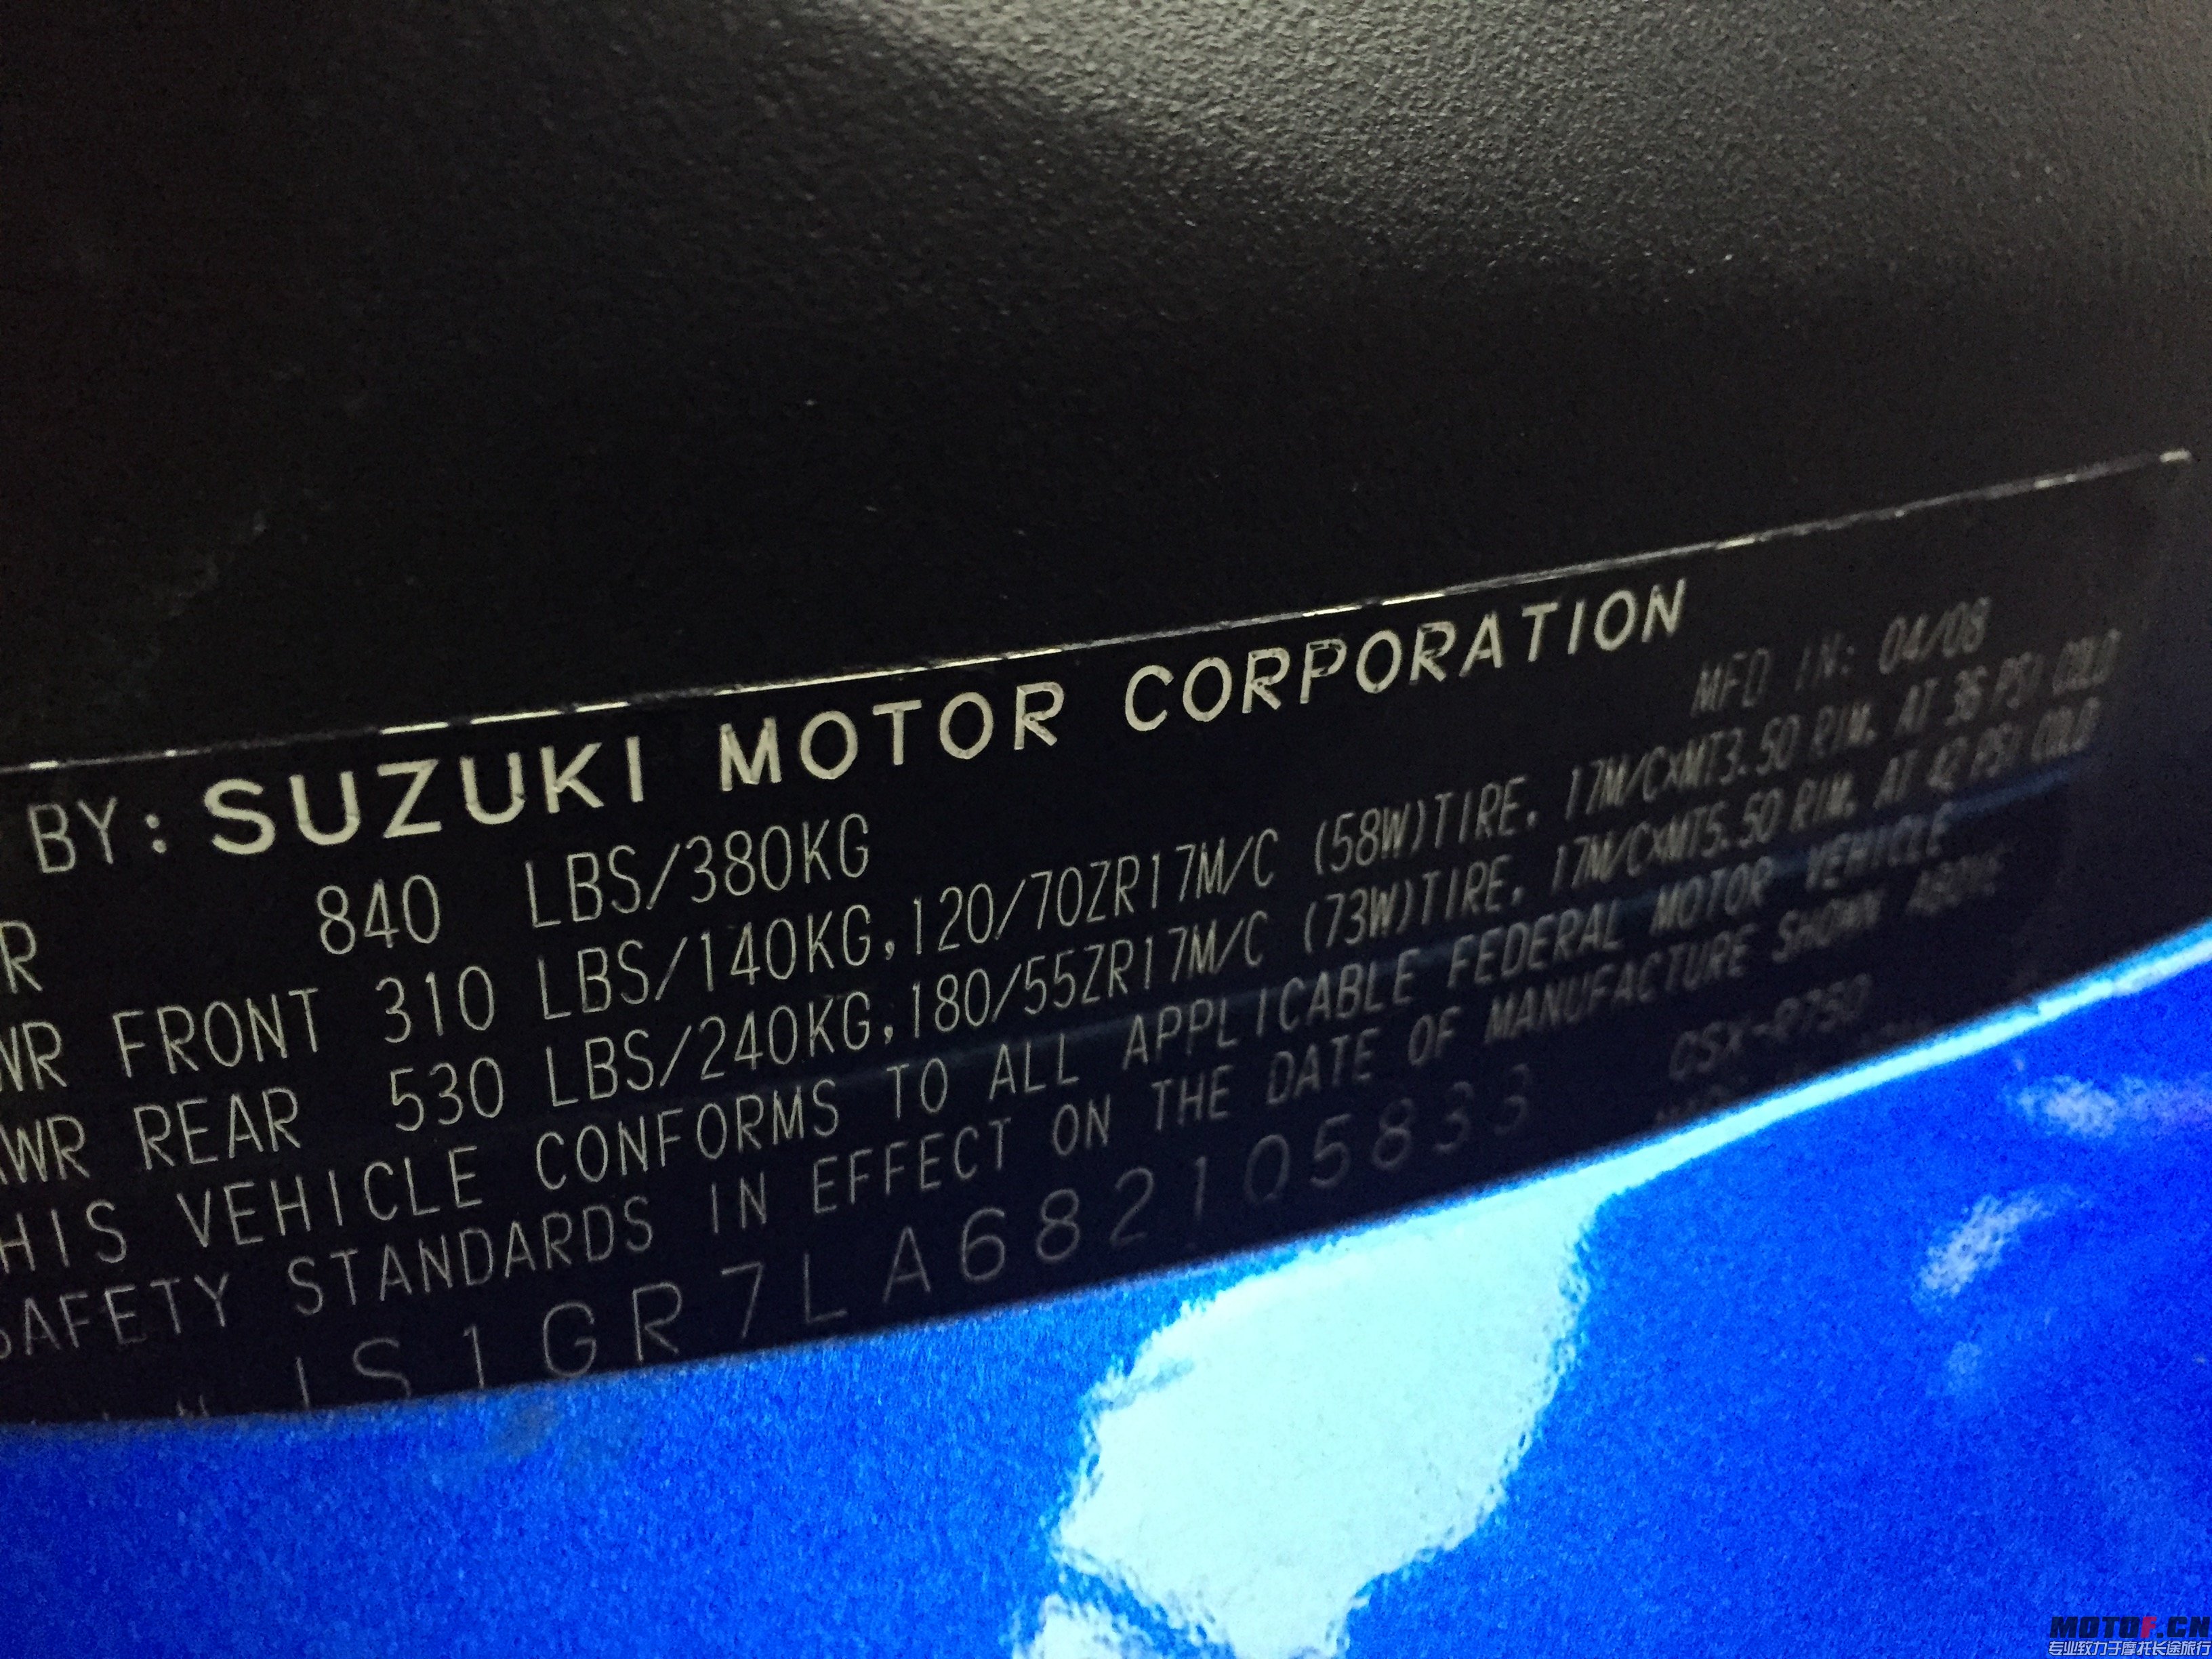 BY: SUZUKI MOTOR CORPORATION
MFD IN: 04/08
R 840 LBS/380KG
WR FRONT 310 LBS/140KG,120/70ZR17M/C (58W)TIRE, 17M/CXMT3.50 RIM, AT 36 PSI COLD
WR REAR 530 LBS/240KG,180/55ZR17M/C (73W)TIRE, 17M/CXMT5.50 RIM, AT 42 PSI COLD
HIS VEHICLE CONFORMS TO ALL APPLICABLE FEDERAL MOTOR VEHICLE
SAFETY STANDARDS IN EFFECT ON THE DATE OF MANUFACTURE SHOWN ABOVE
JS1GR7LA682105833 GSX-R750
MOTOF.CN
专业致力于摩托长途旅行